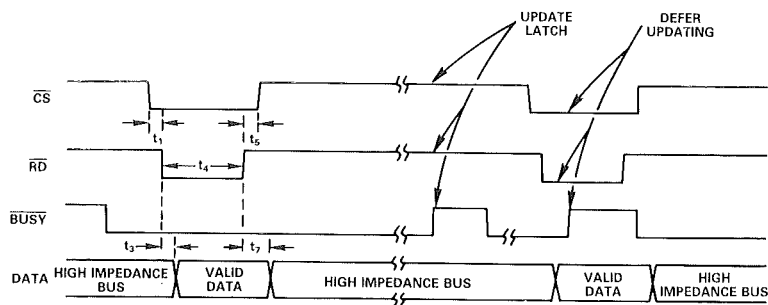 UPDATE
LATCH
DEFER
UPDATING
CS
t1
t5
RD
t4
BUSY
t3
t7
DATA
HIGH IMPEDANCE
BUS
VALID
DATA
HIGH IMPEDANCE BUS
VALID
DATA
HIGH
IMPEDANCE BUS